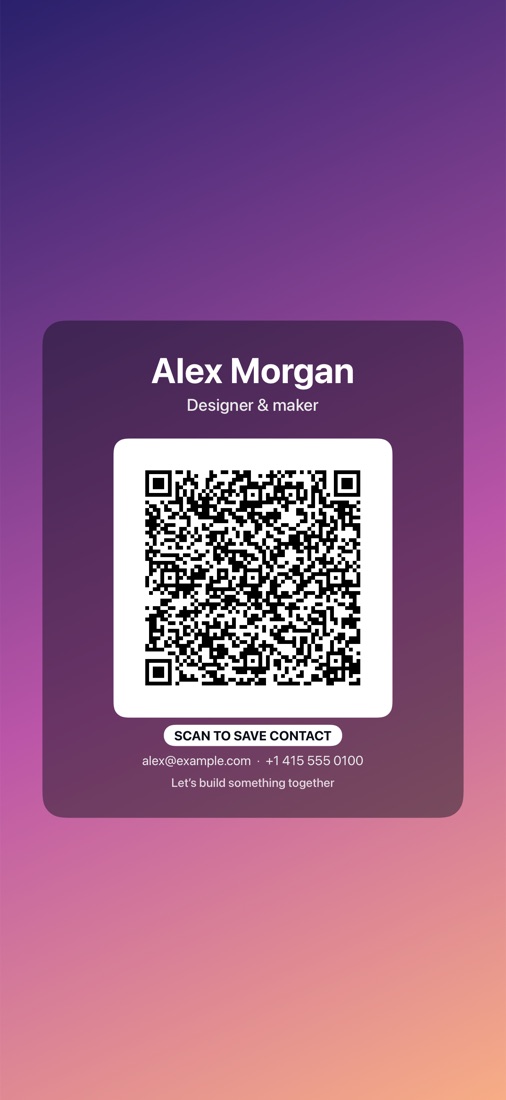 Alex Morgan
Designer & maker
SCAN TO SAVE CONTACT
alex@example.com · +1 415 555 0100
Let's build something together